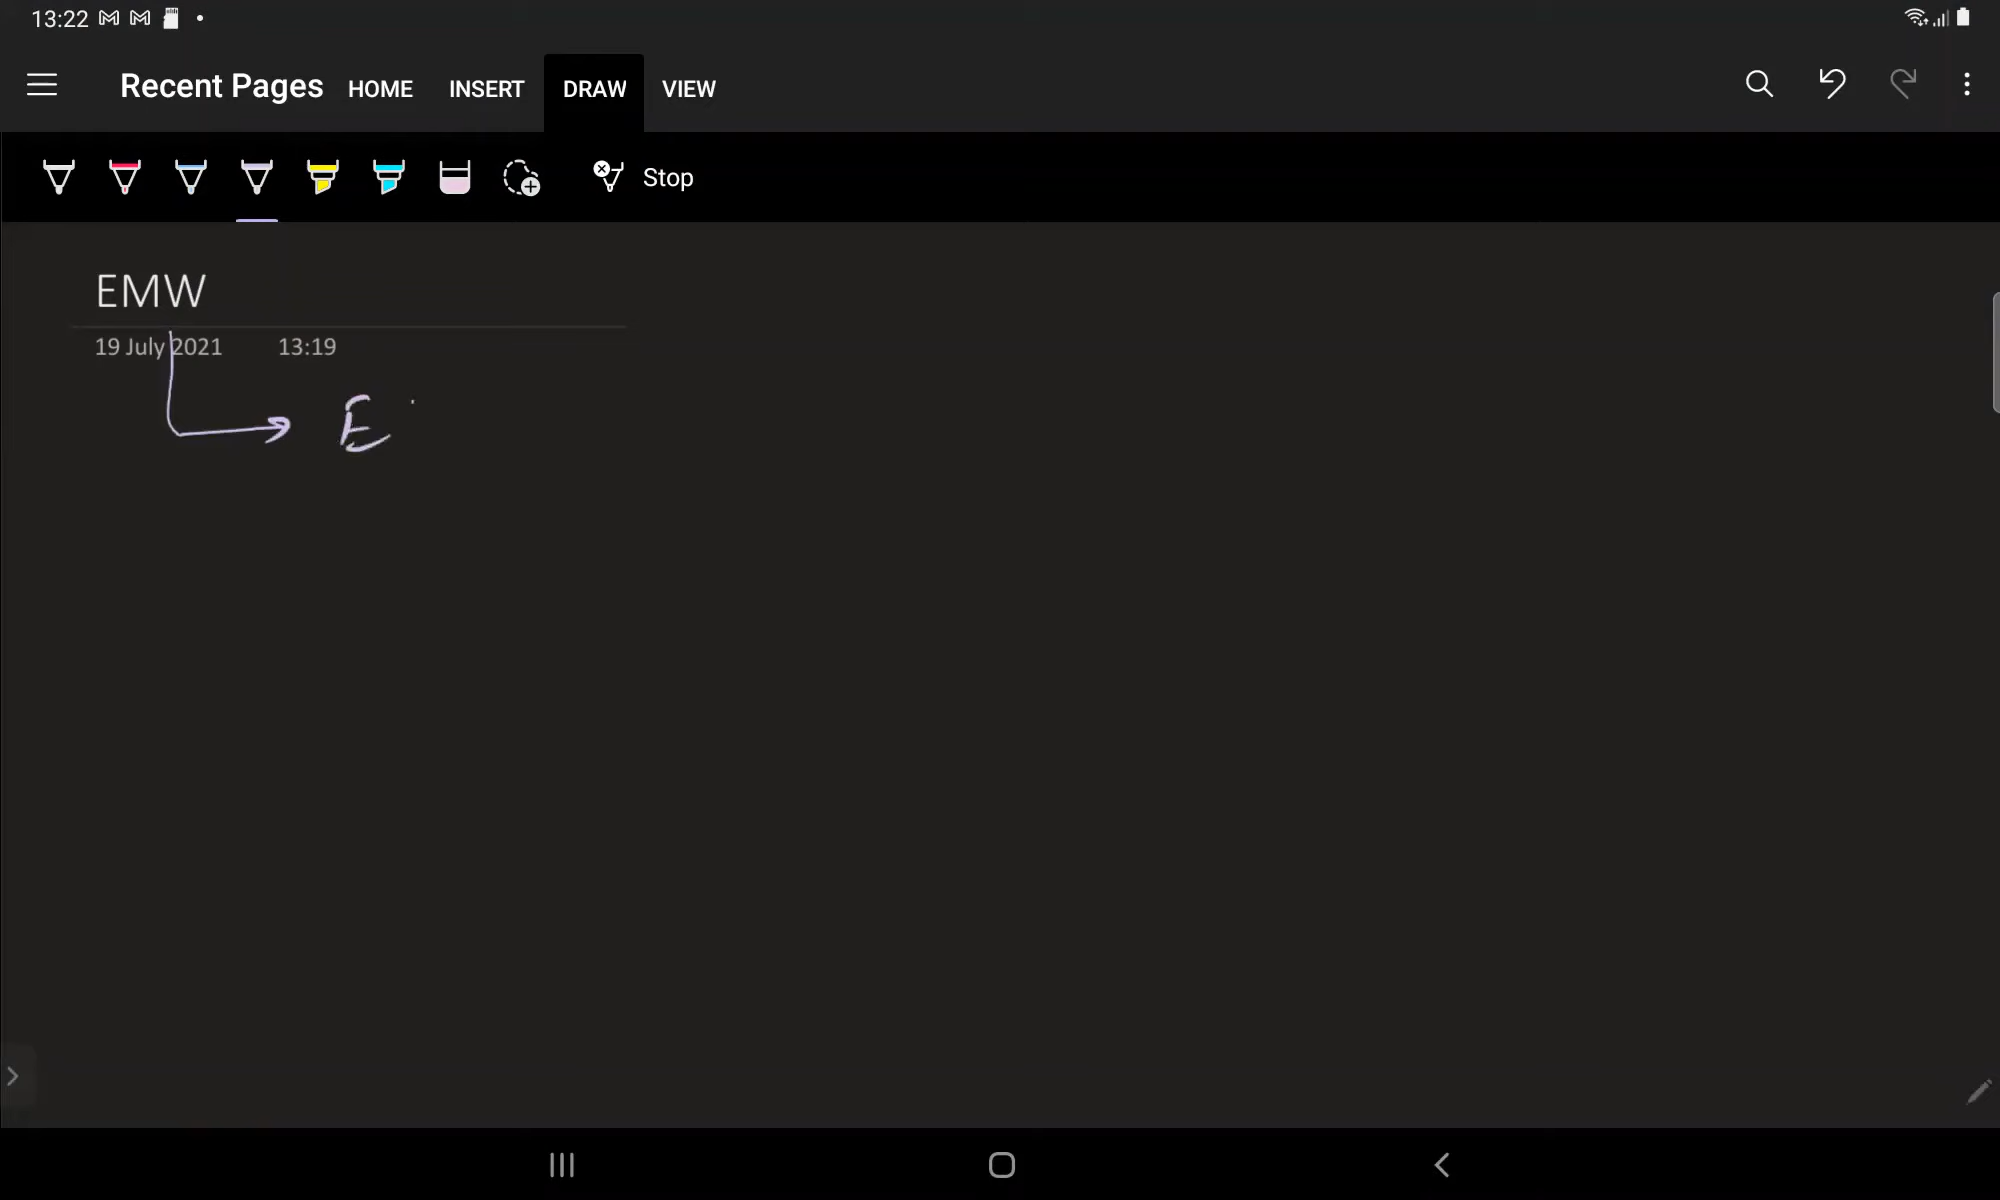 13:22
Recent Pages HOME INSERT DRAW VIEW
Stop
EMW
19 July 2021 13:19
E